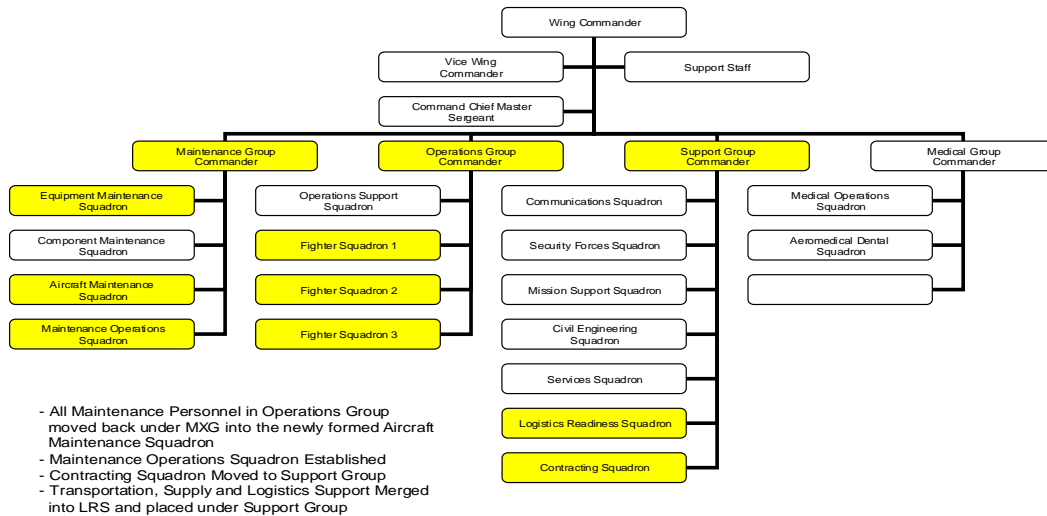 Wing Commander
Vice Wing
Commander
Support Staff
Command Chief Master
Sergeant
Maintenance Group
Commander
Operations Group
Commander
Support Group
Commander
Medical Group
Commander
Equipment Maintenance
Squadron
Component Maintenance
Squadron
Aircraft Maintenance
Squadron
Maintenance Operations
Squadron
Operations Support
Squadron
Fighter Squadron 1
Fighter Squadron 2
Fighter Squadron 3
Communications Squadron
Security Forces Squadron
Mission Support Squadron
Civil Engineering
Squadron
Services Squadron
Logistics Readiness Squadron
Contracting Squadron
Medical Operations
Squadron
Aeromedical Dental
Squadron
- All Maintenance Personnel in Operations Group
moved back under MXG into the newly formed Aircraft
Maintenance Squadron
- Maintenance Operations Squadron Established
- Contracting Squadron Moved to Support Group
- Transportation, Supply and Logistics Support Merged
into LRS and placed under Support Group